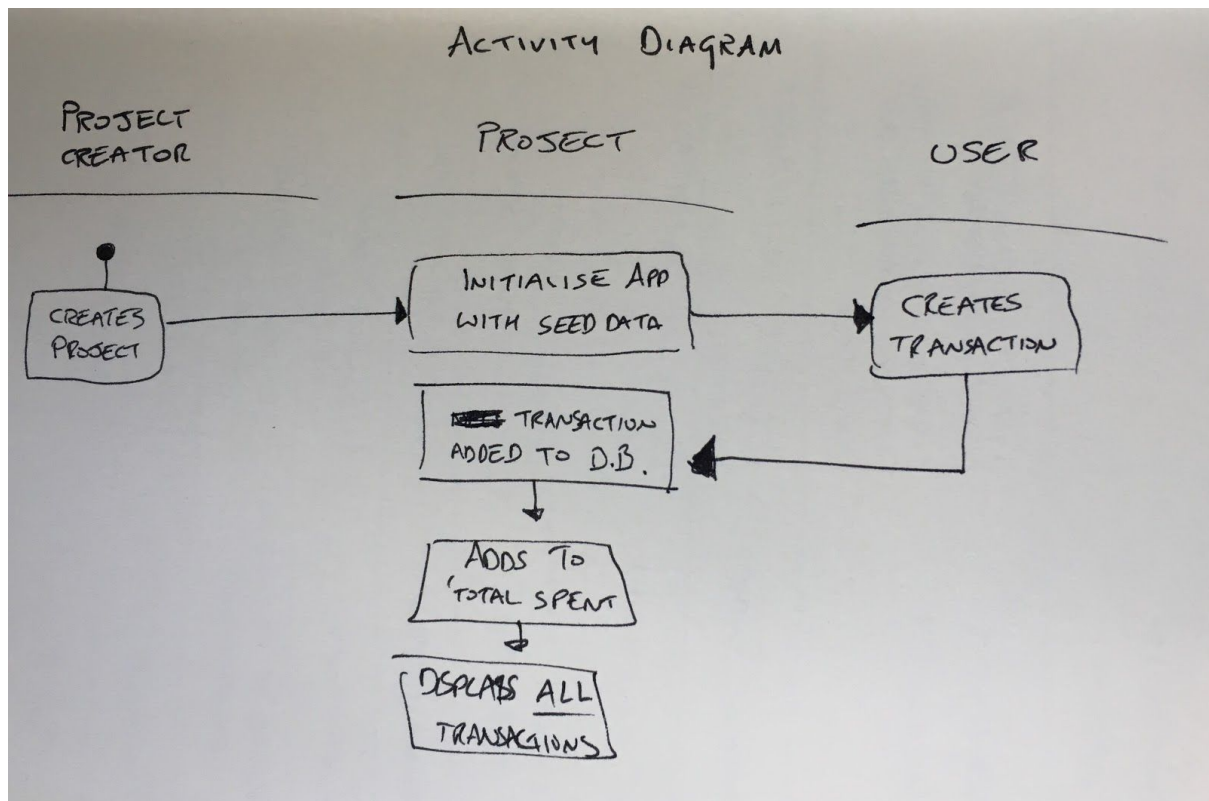 ACTIVITY DIAGRAM
PROJECT
CREATOR
PROJECT
USER
CREATES
PROJECT
INITIALISE APP
WITH SEED DATA
CREATES
TRANSACTION
TRANSACTION
ADDED TO D.B.
ADDS TO
'TOTAL SPENT
DISPLAYS ALL
TRANSACTIONS